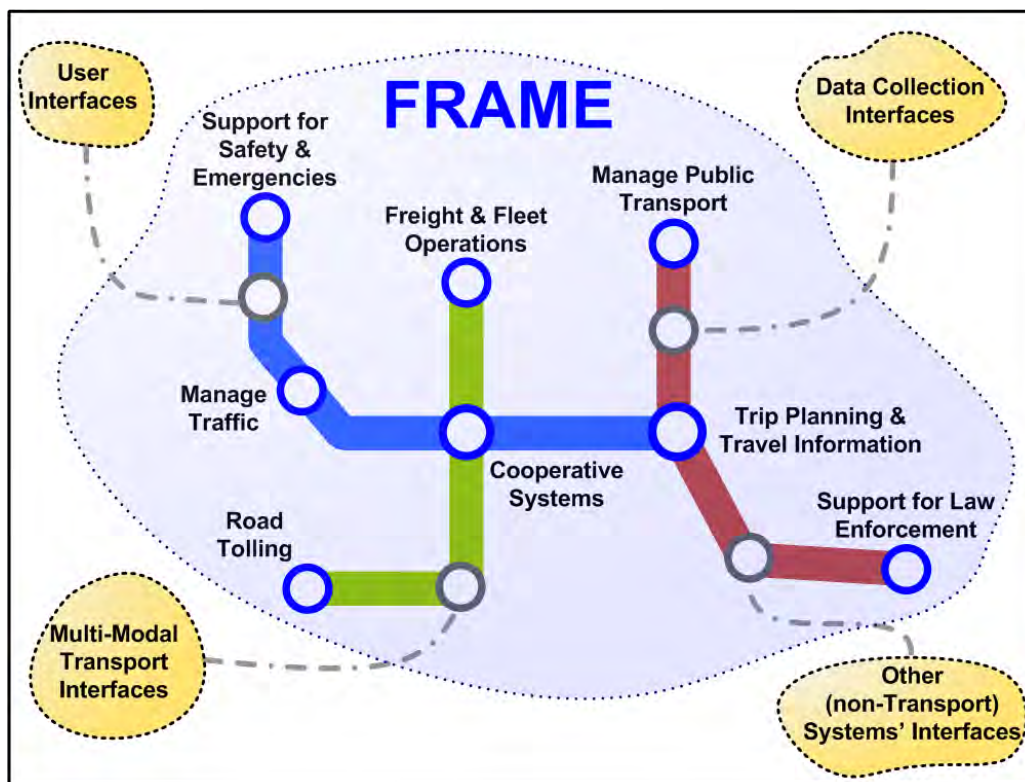 FRAME
User
Interfaces
Data Collection
Interfaces
Support for
Safety &
Emergencies
Freight & Fleet
Operations
Manage Public
Transport
Manage
Traffic
Cooperative
Systems
Trip Planning &
Travel Information
Road
Tolling
Support for Law
Enforcement
Multi-Modal
Transport
Interfaces
Other
(non-Transport)
Systems' Interfaces